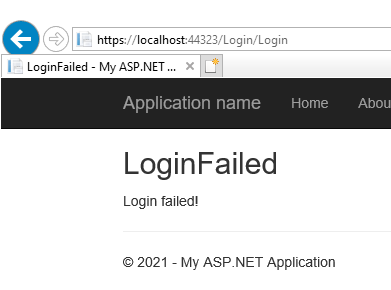 https://localhost:44323/Login/Login
LoginFailed - My ASP.NET ...
Application name Home
LoginFailed
Login failed!
© 2021 - My ASP.NET Application